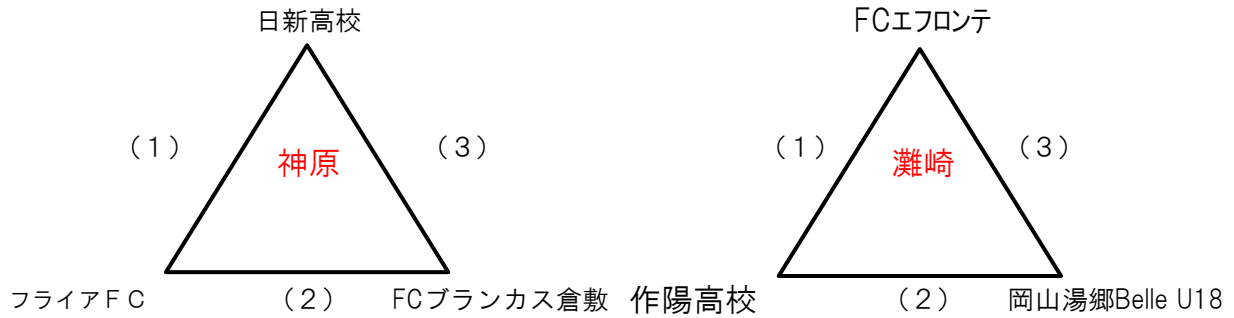 日新高校
FCエフロンテ
（１）
神原
（３）
（１）
灘崎
（３）
フライアＦＣ
（２）
FCブランカス倉敷
作陽高校
（２）
岡山湯郷Belle U18